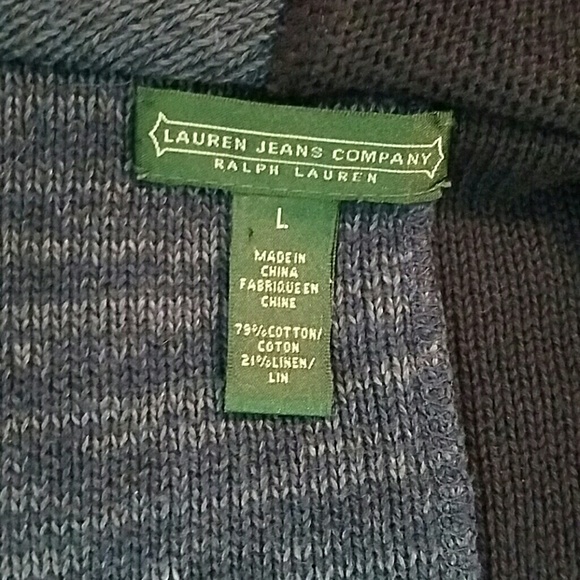 LAUREN JEANS COMPANY
RALPH LAUREN
L
MADE IN
CHINA
FABRIQUE EN
CHINE
79%COTTON/
COTON
21%LINEN/
LIN